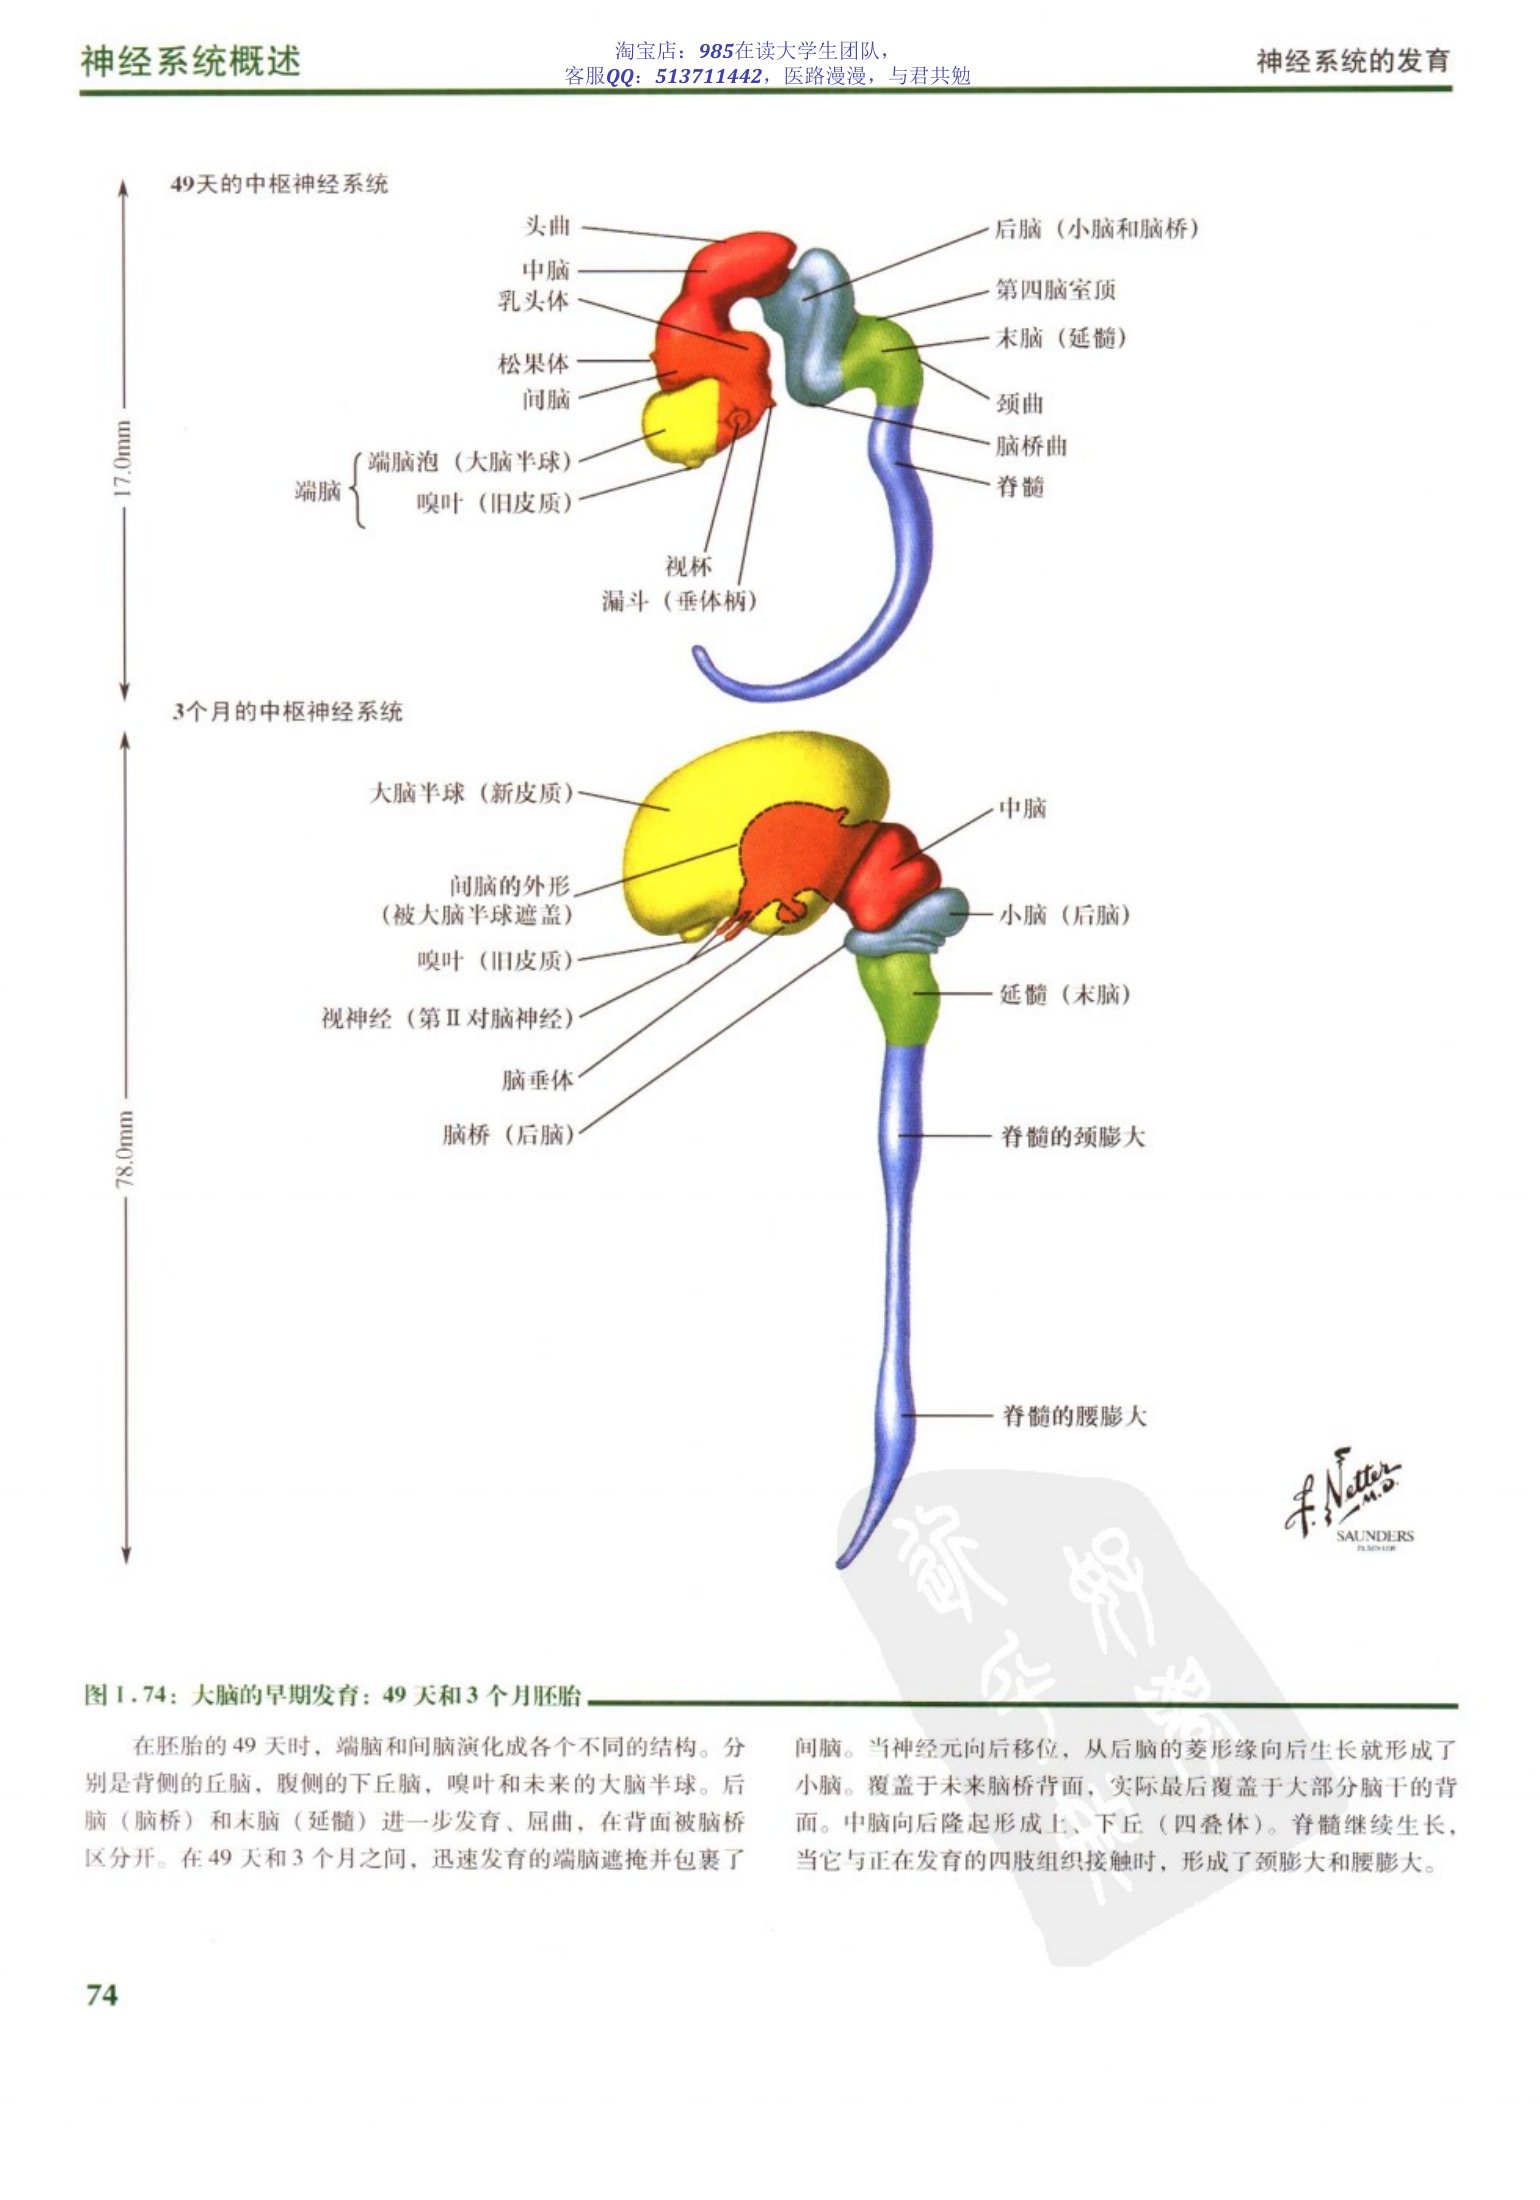 神经系统概述
淘宝店：985在读大学生团队，
客服QQ：513711442，医路漫漫，与君共勉
神经系统的发育
49天的中枢神经系统
头曲
中脑
乳头体
松果体
间脑
端脑泡（大脑半球）
端脑
嗅叶（旧皮质）
视杯
漏斗（垂体柄）
后脑（小脑和脑桥）
第四脑室顶
末脑（延髓）
颈曲
脑桥曲
脊髓
17.0mm
3个月的中枢神经系统
大脑半球（新皮质）
间脑的外形
（被大脑半球遮盖）
嗅叶（旧皮质）
视神经（第Ⅱ对脑神经）
脑垂体
脑桥（后脑）
中脑
小脑（后脑）
延髓（末脑）
脊髓的颈膨大
脊髓的腰膨大
78.0mm
F. Netter M.D.
SAUNDERS
ELSEVIER
图 1.74：大脑的早期发育：49 天和 3 个月胚胎
在胚胎的 49 天时，端脑和间脑演化成各个不同的结构。分
别是背侧的丘脑，腹侧的下丘脑，嗅叶和未来的大脑半球。后
脑（脑桥）和末脑（延髓）进一步发育、屈曲，在背面被脑桥
区分开。在 49 天和 3 个月之间，迅速发育的端脑遮掩并包裹了
间脑。当神经元向后移位，从后脑的菱形缘向后生长就形成了
小脑。覆盖于未来脑桥背面，实际最后覆盖于大部分脑干的背
面。中脑向后隆起形成上、下丘（四叠体）。脊髓继续生长，
当它与正在发育的四肢组织接触时，形成了颈膨大和腰膨大。
74